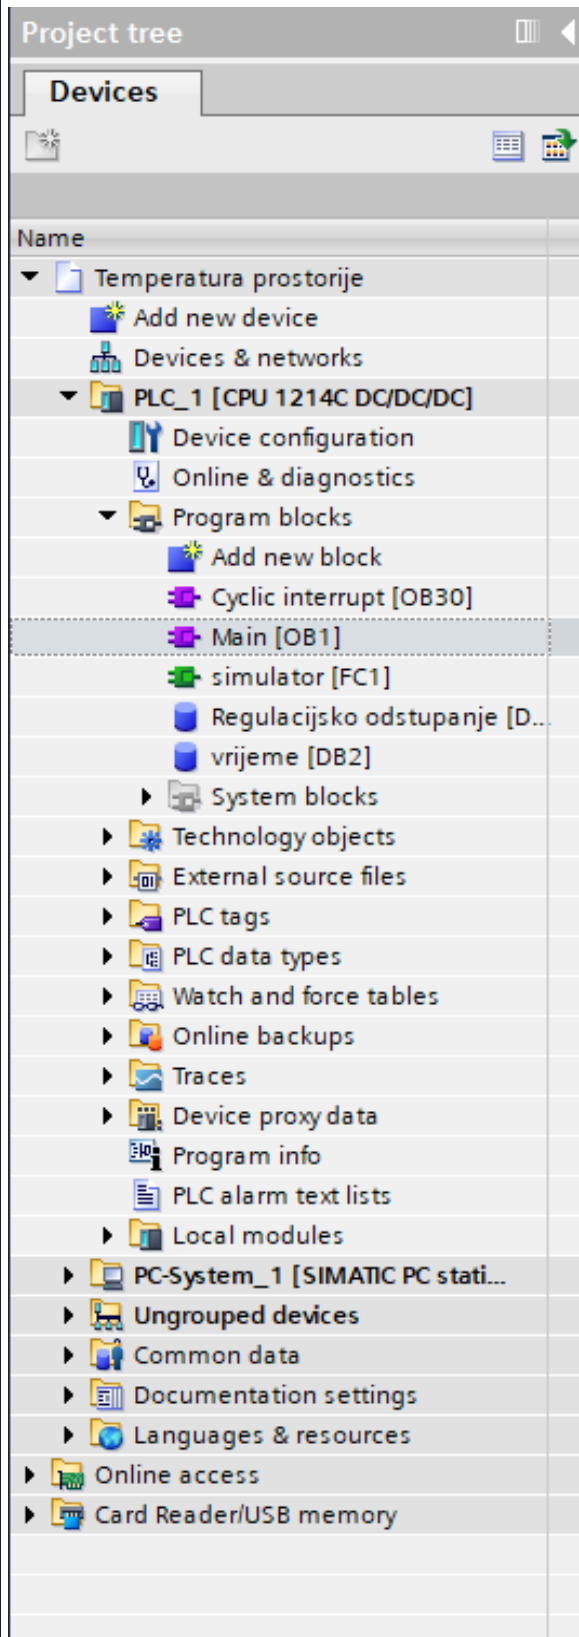 Project tree
Devices
Name
Temperatura prostorije
Add new device
Devices & networks
PLC_1 [CPU 1214C DC/DC/DC]
Device configuration
Online & diagnostics
Program blocks
Add new block
Cyclic interrupt [OB30]
Main [OB1]
simulator [FC1]
Regulacijsko odstupanje [D...
vrijeme [DB2]
System blocks
Technology objects
External source files
PLC tags
PLC data types
Watch and force tables
Online backups
Traces
Device proxy data
Program info
PLC alarm text lists
Local modules
PC-System_1 [SIMATIC PC stati...
Ungrouped devices
Common data
Documentation settings
Languages & resources
Online access
Card Reader/USB memory